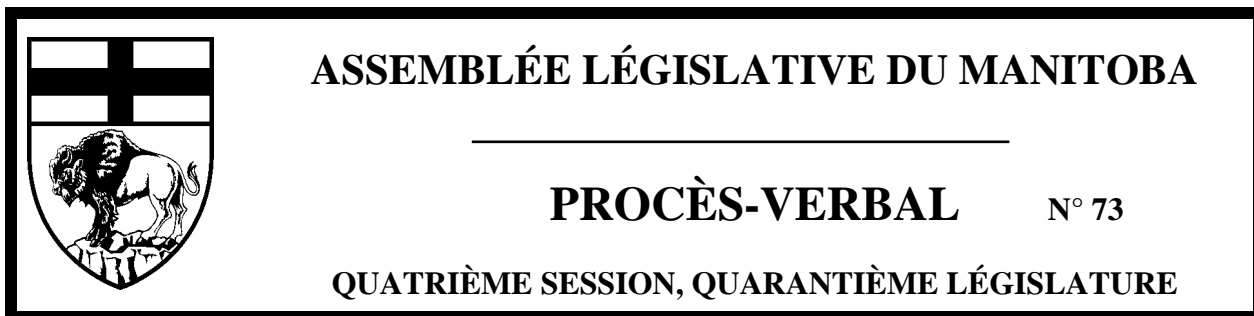 ASSEMBLÉE LÉGISLATIVE DU MANITOBA
PROCÈS-VERBAL N° 73
QUATRIÈME SESSION, QUARANTIÈME LÉGISLATURE